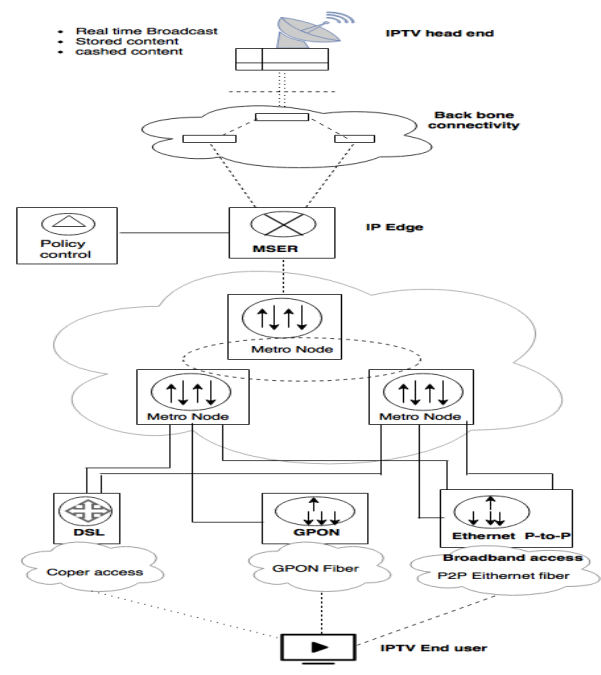 • Real time Broadcast
• Stored content
• cashed content
IPTV head end
Back bone
connectivity
Policy
control
MSER
IP Edge
Metro Node
Metro Node
Metro Node
DSL
GPON
Ethernet P-to-P
Broadband access
Coper access
GPON Fiber
P2P Eithernet fiber
IPTV End user